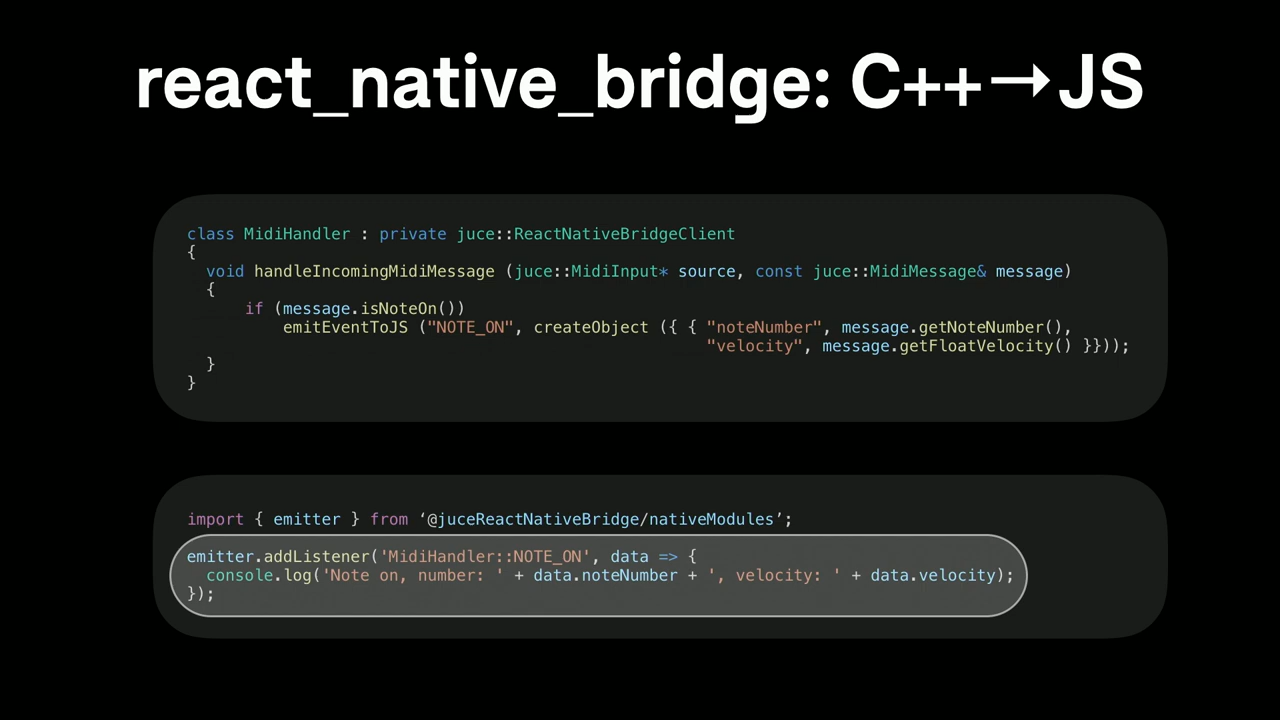 react_native_bridge: C++→JS
class MidiHandler : private juce::ReactNativeBridgeClient
{
  void handleIncomingMidiMessage (juce::MidiInput* source, const juce::MidiMessage& message)
  {
      if (message.isNoteOn())
          emitEventToJS ("NOTE_ON", createObject ({ { "noteNumber", message.getNoteNumber(),
                                                      "velocity", message.getFloatVelocity() }}));
  }
}
import { emitter } from ‘@juceReactNativeBridge/nativeModules’;
emitter.addListener('MidiHandler::NOTE_ON', data => {
  console.log('Note on, number: ' + data.noteNumber + ', velocity: ' + data.velocity);
});